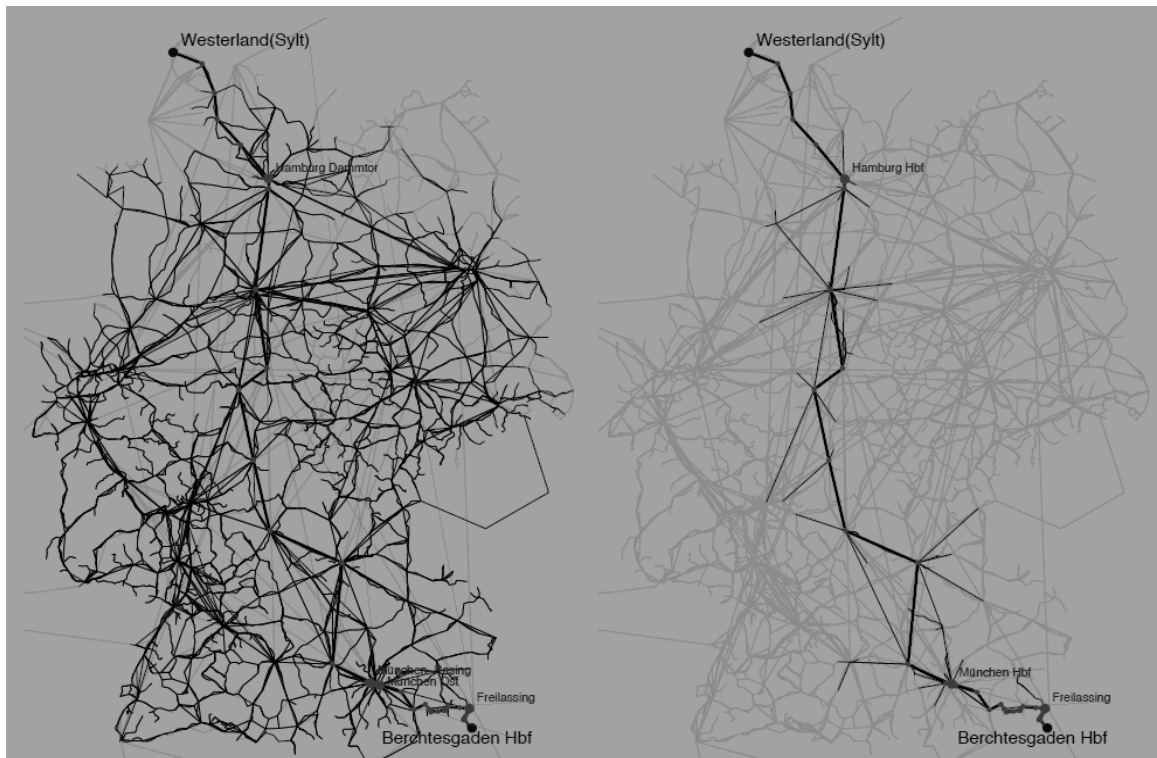 Westerland(Sylt)
Hamburg Dammtor
München Pasing
München Ost
Freilassing
Berchtesgaden Hbf
Westerland(Sylt)
Hamburg Hbf
München Hbf
Freilassing
Berchtesgaden Hbf